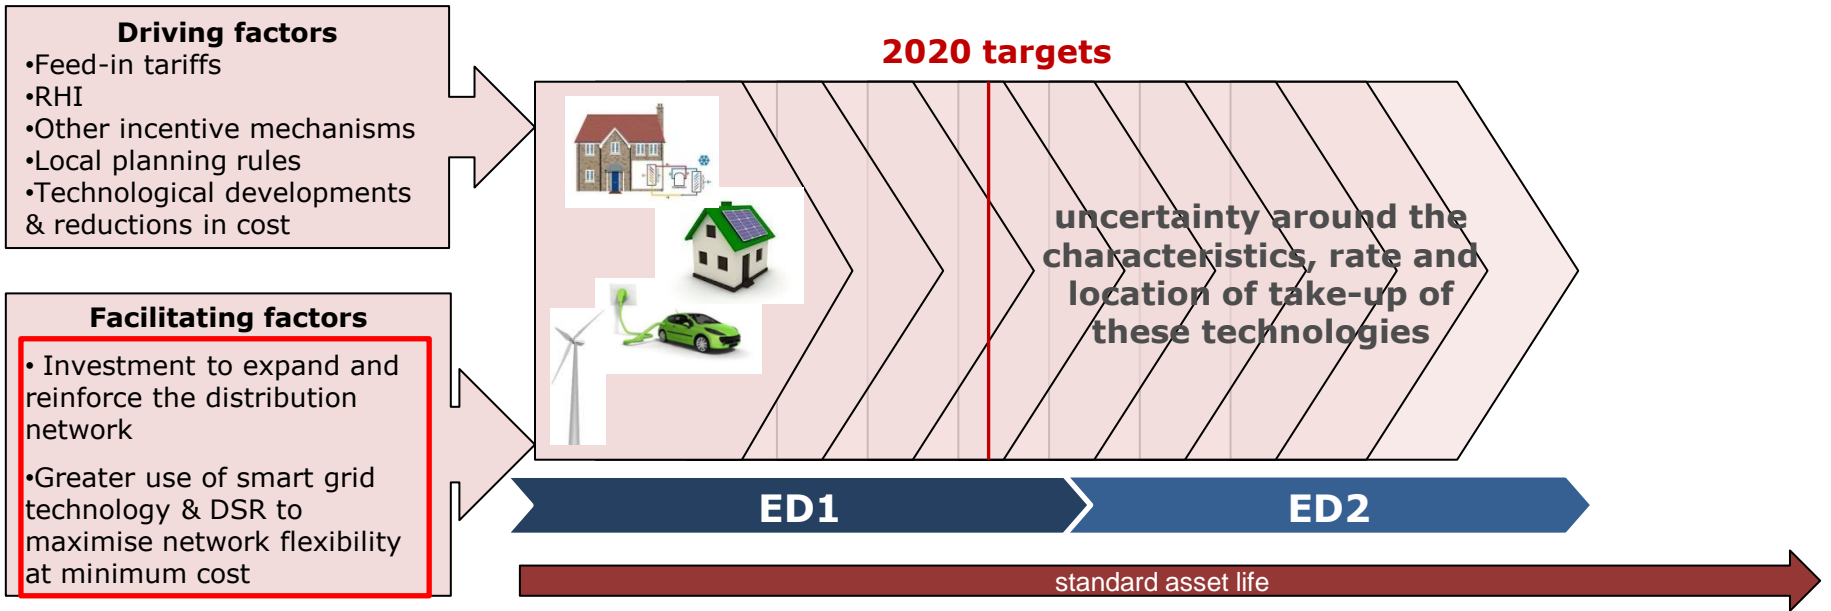 Driving factors
•Feed-in tariffs
•RHI
•Other incentive mechanisms
•Local planning rules
•Technological developments
& reductions in cost
Facilitating factors
• Investment to expand and
reinforce the distribution
network
•Greater use of smart grid
technology & DSR to
maximise network flexibility
at minimum cost
2020 targets
uncertainty around the
characteristics, rate and
location of take-up of
these technologies
ED1
ED2
standard asset life